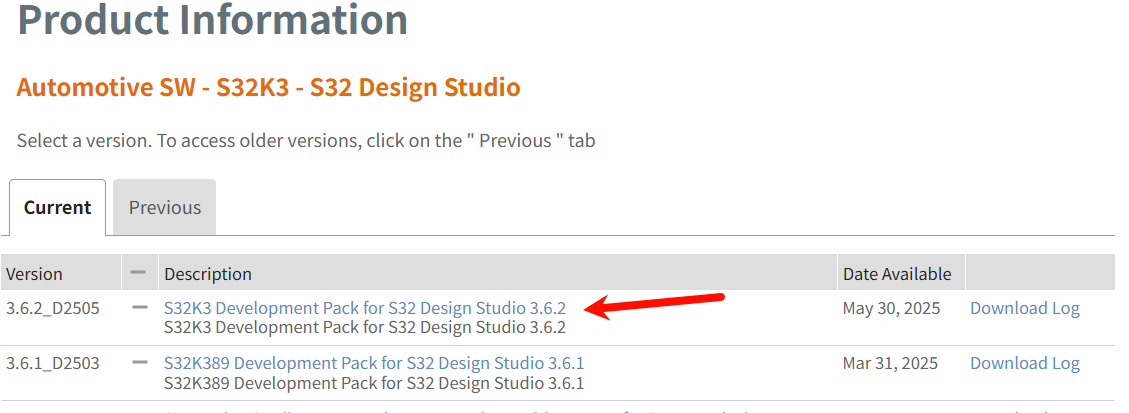 Product Information
Automotive SW - S32K3 - S32 Design Studio
Select a version. To access older versions, click on the " Previous " tab
Current Previous
Version Description Date Available
3.6.2_D2505 S32K3 Development Pack for S32 Design Studio 3.6.2 May 30, 2025 Download Log
S32K3 Development Pack for S32 Design Studio 3.6.2
3.6.1_D2503 S32K389 Development Pack for S32 Design Studio 3.6.1 Mar 31, 2025 Download Log
S32K389 Development Pack for S32 Design Studio 3.6.1